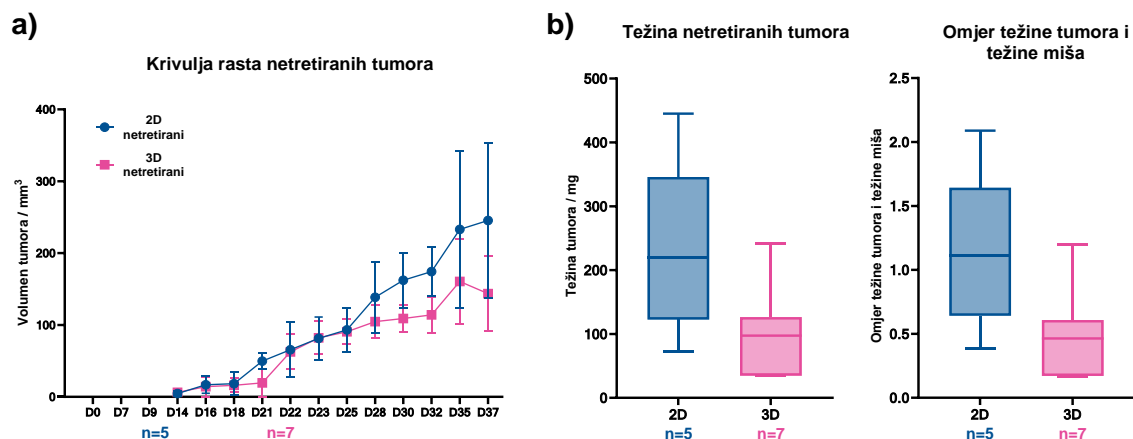 a)
Krivulja rasta netretiranih tumora
2D
netretirani
3D
netretirani
Volumen tumora / mm³
400
300
200
100
0
D0 D7 D9 D14 D16 D18 D21 D22 D23 D25 D28 D30 D32 D35 D37
n=5 n=7
b)
Težina netretiranih tumora
Težina tumora / mg
500
400
300
200
100
0
2D 3D
n=5 n=7
Omjer težine tumora i
težine miša
Omjer težine tumora i težine miša
2.5
2.0
1.5
1.0
0.5
0.0
2D 3D
n=5 n=7